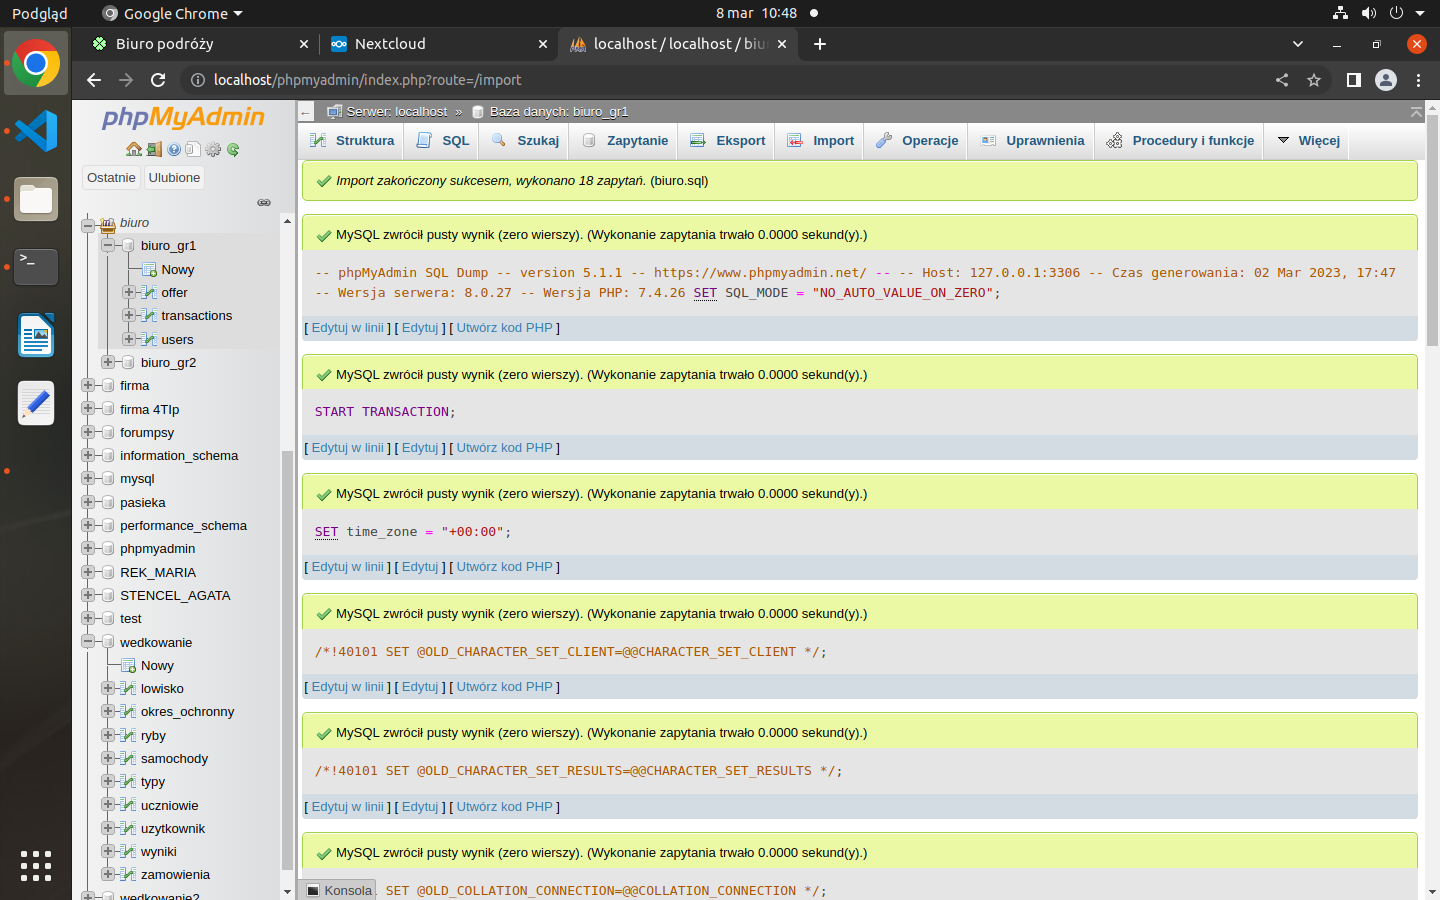 Podgląd
Google Chrome
8 mar 10:48
Biuro podróży
Nextcloud
localhost / localhost / biu
localhost/phpmyadmin/index.php?route=/import
phpMyAdmin
Ostatnie
Ulubione
biuro
biuro_gr1
Nowy
offer
transactions
users
biuro_gr2
firma
firma 4TIp
forumpsy
information_schema
mysql
pasieka
performance_schema
phpmyadmin
REK_MARIA
STENCEL_AGATA
test
wedkowanie
Nowy
lowisko
okres_ochronny
ryby
samochody
typy
uczniowie
uzytkownik
wyniki
zamowienia
wedkowanie2
Serwer: localhost » Baza danych: biuro_gr1
Struktura
SQL
Szukaj
Zapytanie
Eksport
Import
Operacje
Uprawnienia
Procedury i funkcje
Więcej
Import zakończony sukcesem, wykonano 18 zapytań. (biuro.sql)
MySQL zwrócił pusty wynik (zero wierszy). (Wykonanie zapytania trwało 0.0000 sekund(y).)
-- phpMyAdmin SQL Dump -- version 5.1.1 -- https://www.phpmyadmin.net/ -- -- Host: 127.0.0.1:3306 -- Czas generowania: 02 Mar 2023, 17:47
-- Wersja serwera: 8.0.27 -- Wersja PHP: 7.4.26 SET SQL_MODE = "NO_AUTO_VALUE_ON_ZERO";
[ Edytuj w linii ] [ Edytuj ] [ Utwórz kod PHP ]
MySQL zwrócił pusty wynik (zero wierszy). (Wykonanie zapytania trwało 0.0000 sekund(y).)
START TRANSACTION;
[ Edytuj w linii ] [ Edytuj ] [ Utwórz kod PHP ]
MySQL zwrócił pusty wynik (zero wierszy). (Wykonanie zapytania trwało 0.0000 sekund(y).)
SET time_zone = "+00:00";
[ Edytuj w linii ] [ Edytuj ] [ Utwórz kod PHP ]
MySQL zwrócił pusty wynik (zero wierszy). (Wykonanie zapytania trwało 0.0000 sekund(y).)
/*!40101 SET @OLD_CHARACTER_SET_CLIENT=@@CHARACTER_SET_CLIENT */;
[ Edytuj w linii ] [ Edytuj ] [ Utwórz kod PHP ]
MySQL zwrócił pusty wynik (zero wierszy). (Wykonanie zapytania trwało 0.0000 sekund(y).)
/*!40101 SET @OLD_CHARACTER_SET_RESULTS=@@CHARACTER_SET_RESULTS */;
[ Edytuj w linii ] [ Edytuj ] [ Utwórz kod PHP ]
MySQL zwrócił pusty wynik (zero wierszy). (Wykonanie zapytania trwało 0.0000 sekund(y).)
SET @OLD_COLLATION_CONNECTION=@@COLLATION_CONNECTION */;
Konsola